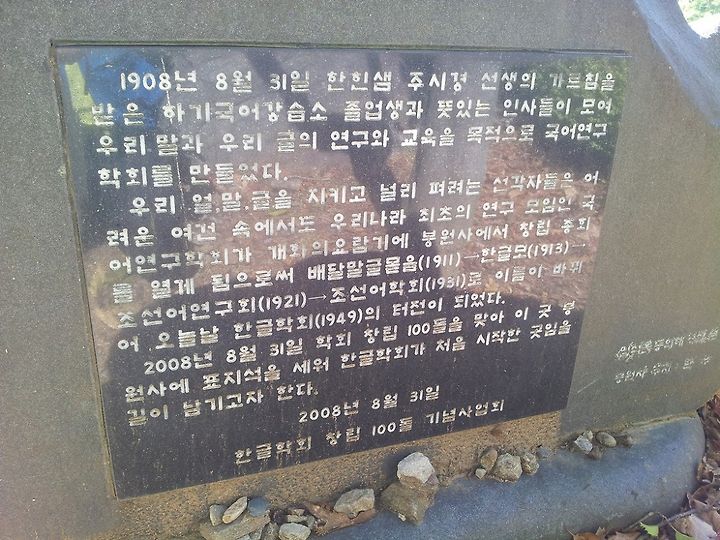 1908년 8월 31일 한힌샘 주시경 선생의 가르침을
받은 하기국어강습소 졸업생과 뜻있는 인사들이 모여
우리 말과 우리 글의 연구와 교육을 목적으로 국어연구
학회를 만들었다.
우리 얼,말,글을 지키고 널리 펴려는 선각자들은 어
려운 여건 속에서도 우리나라 최초의 연구 모임인 국
어연구학회가 개화의요람기에 봉원사에서 창립 총회
를 열게 됨으로써 배달말글몯음(1911)→한글모(1913)→
조선어연구회(1921)→조선어학회(1931)로 이름이 바뀌
어 오늘날 한글학회(1949)의 터전이 되었다.
2008년 8월 31일 학회 창립 100돌을 맞아 이 곳 봉
원사에 표지석을 세워 한글학회가 처음 시작한 곳임을
길이 남기고자 한다.
2008년 8월 31일
한글학회 창립 100돌 기념사업회